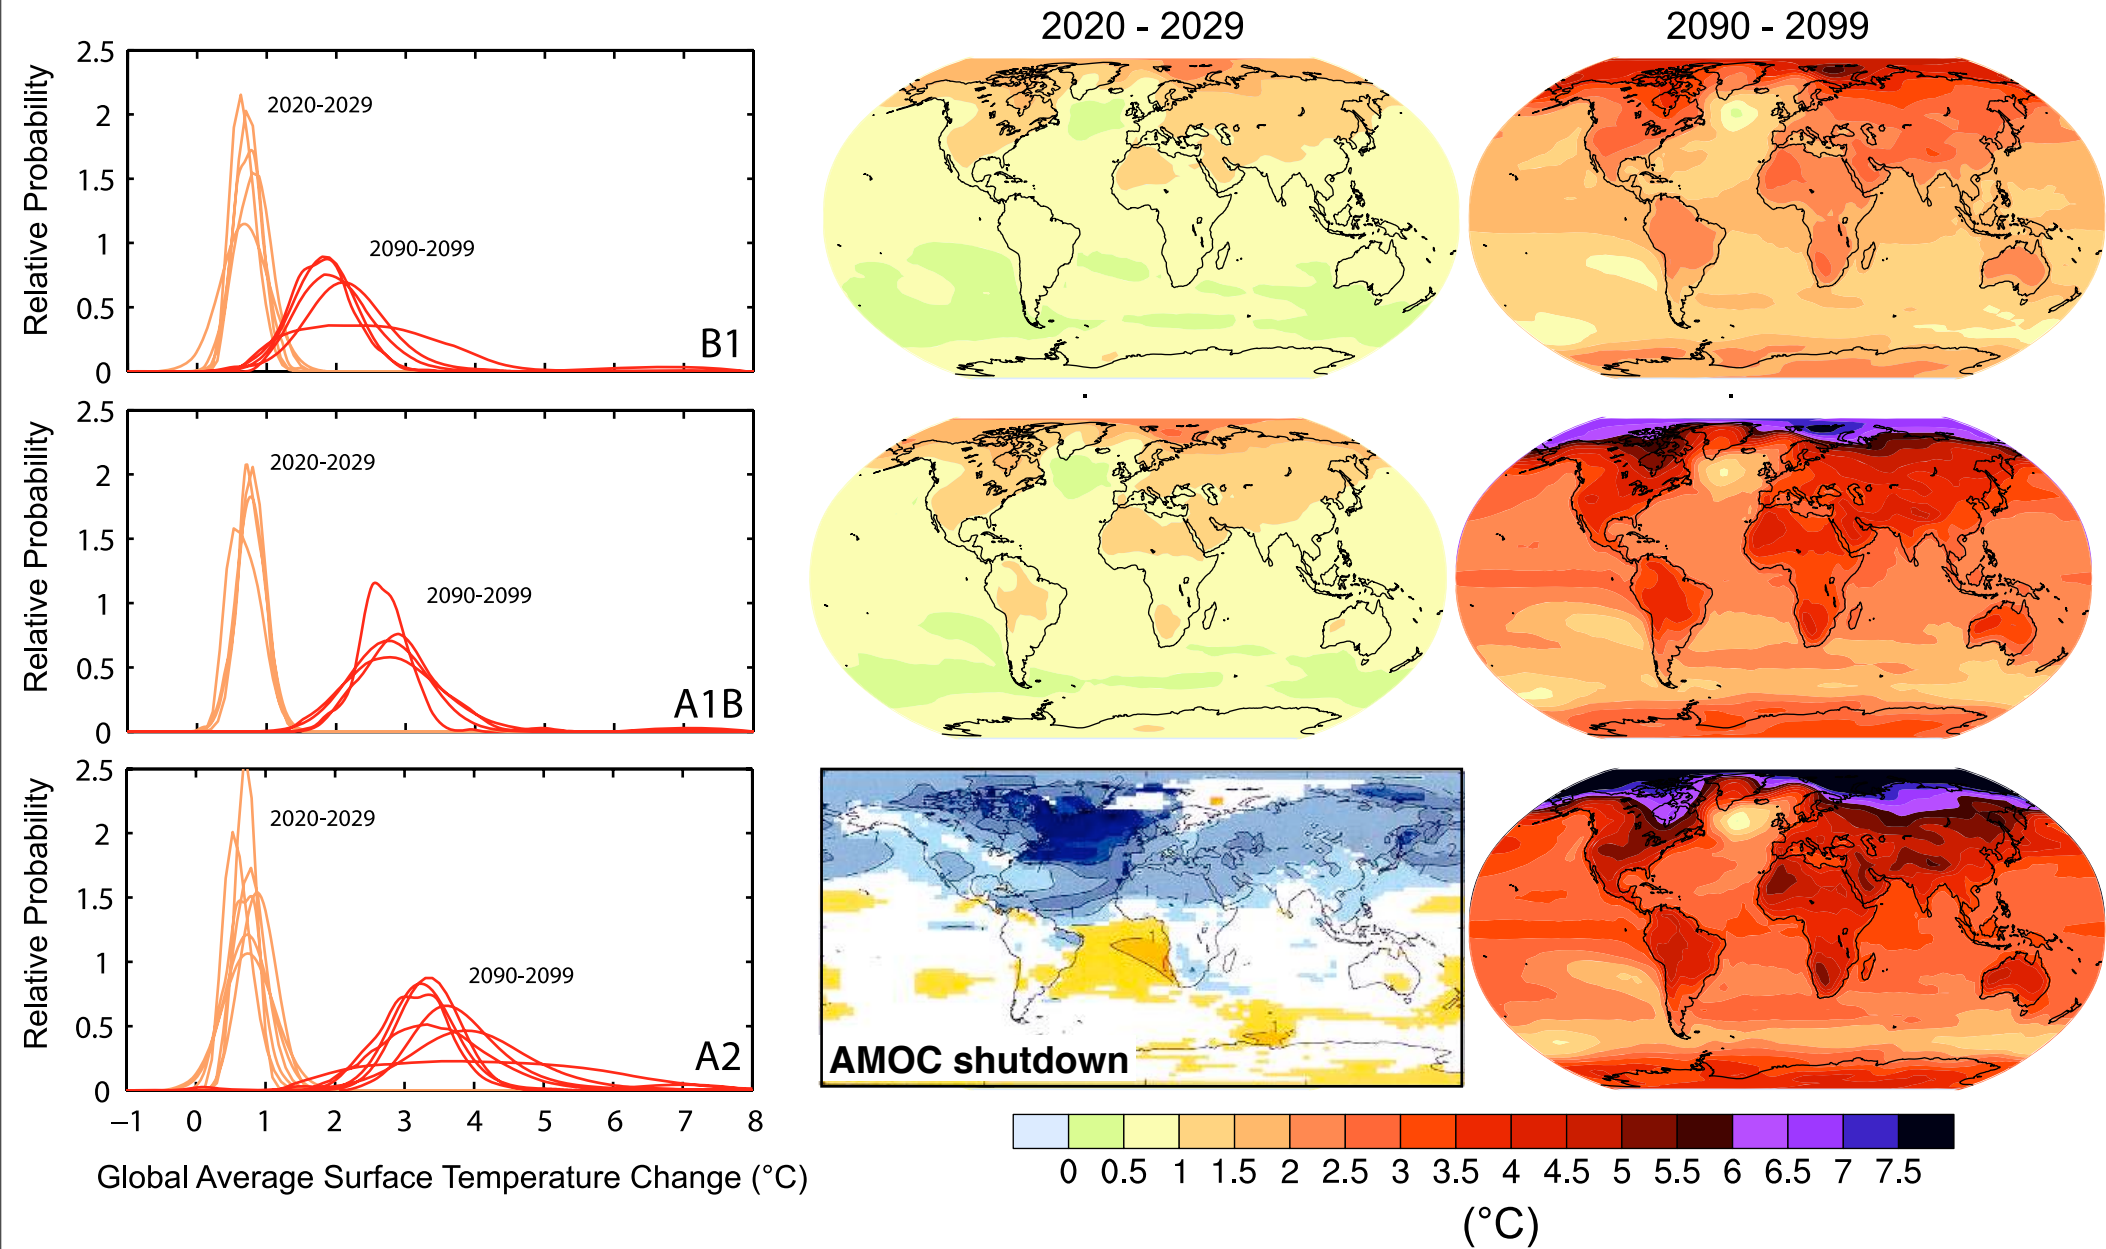 2020 - 2029
2090 - 2099
Relative Probability
2.5
2
1.5
1
0.5
0
2020-2029
2090-2099
B1
Relative Probability
2.5
2
1.5
1
0.5
0
2020-2029
2090-2099
A1B
Relative Probability
2.5
2
1.5
1
0.5
0
2020-2029
2090-2099
A2
−1 0 1 2 3 4 5 6 7 8
Global Average Surface Temperature Change (°C)
AMOC shutdown
0 0.5 1 1.5 2 2.5 3 3.5 4 4.5 5 5.5 6 6.5 7 7.5
(°C)